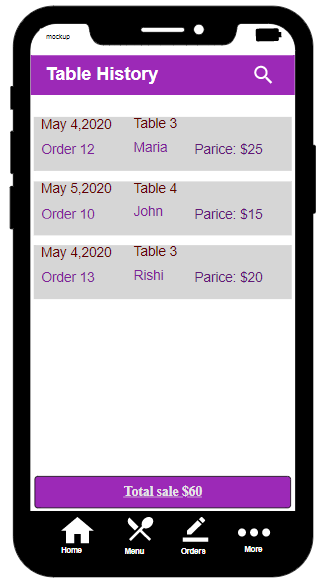 mockup
Table History
May 4,2020 Table 3
Order 12 Maria Parice: $25
May 5,2020 Table 4
Order 10 John Parice: $15
May 4,2020 Table 3
Order 13 Rishi Parice: $20
Total sale $60
Home Menu Orders More